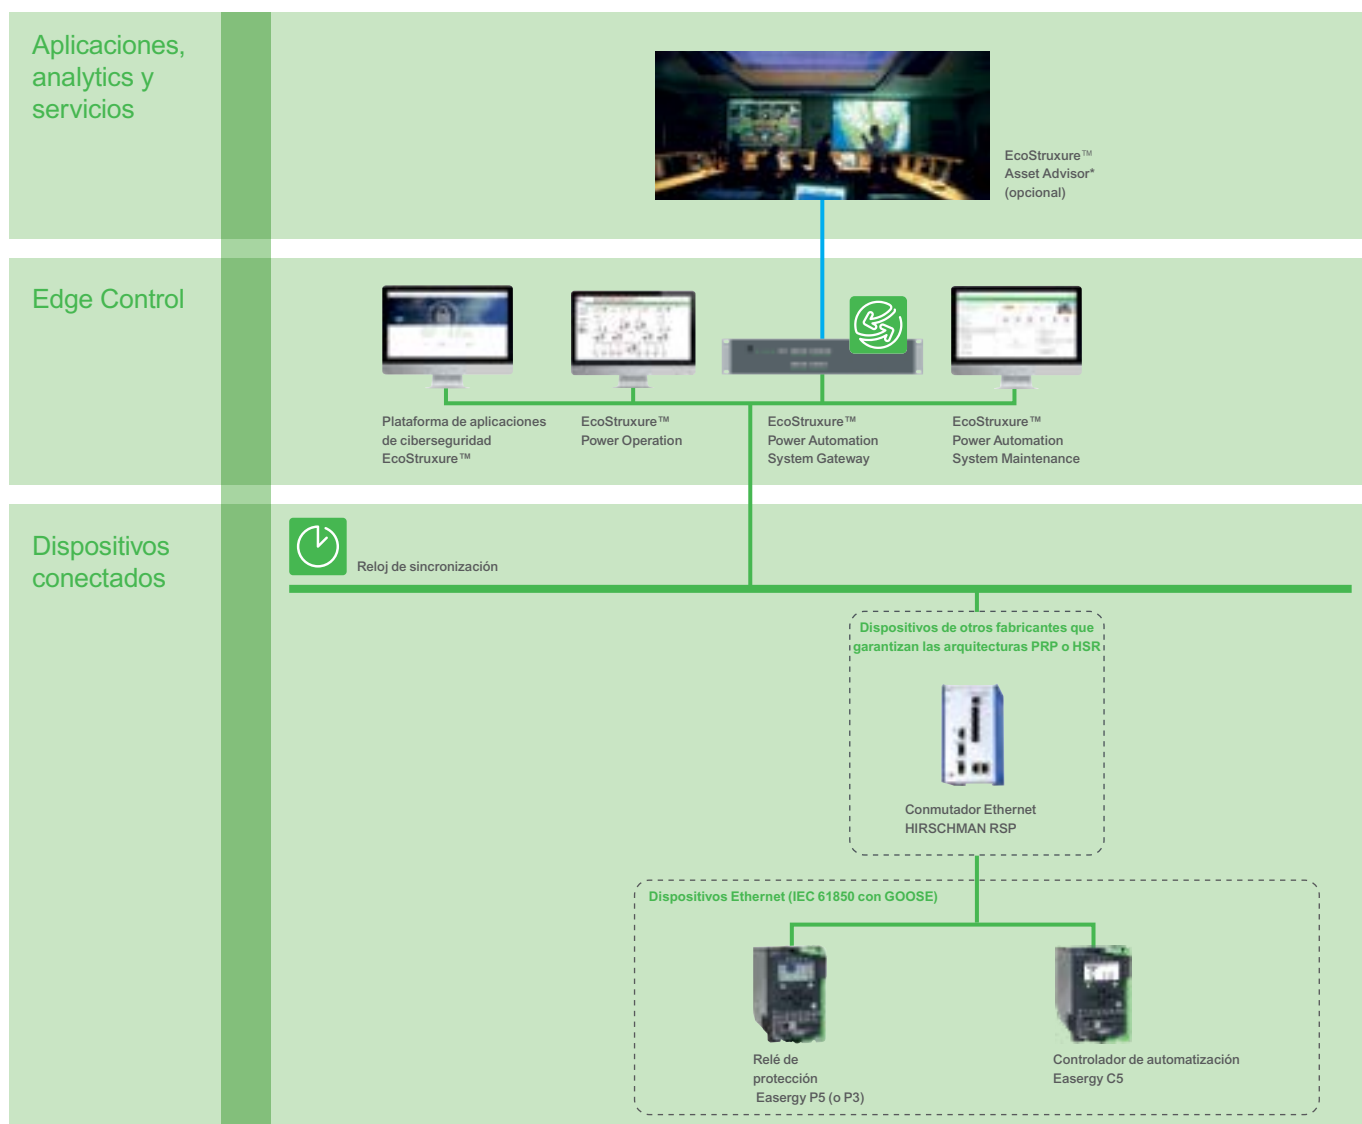 Aplicaciones,
analytics y
servicios
EcoStruxure™
Asset Advisor*
(opcional)
Edge Control
Plataforma de aplicaciones
de ciberseguridad
EcoStruxure™
EcoStruxure™
Power Operation
EcoStruxure™
Power Automation
System Gateway
EcoStruxure™
Power Automation
System Maintenance
Dispositivos
conectados
Reloj de sincronización
Dispositivos de otros fabricantes que
garantizan las arquitecturas PRP o HSR
Conmutador Ethernet
HIRSCHMAN RSP
Dispositivos Ethernet (IEC 61850 con GOOSE)
Relé de
protección
Easergy P5 (o P3)
Controlador de automatización
Easergy C5